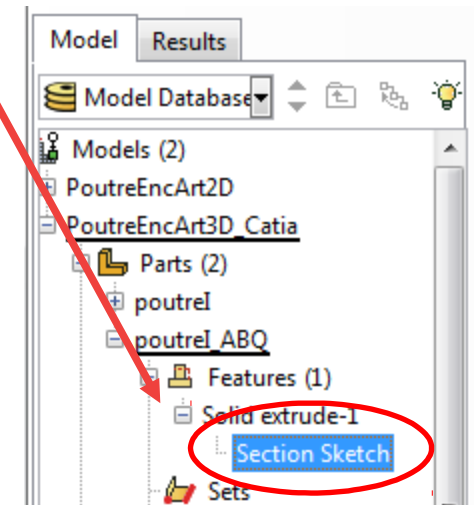 Model Results
Model Database
Models (2)
PoutreEncArt2D
PoutreEncArt3D_Catia
Parts (2)
poutreI
poutreI_ABQ
Features (1)
Solid extrude-1
Section Sketch
Sets